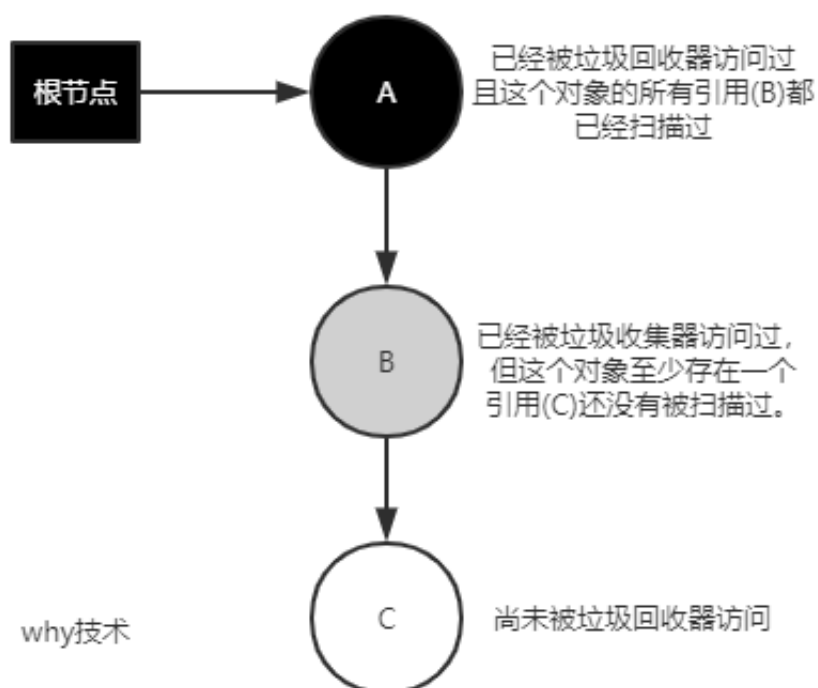 根节点
A
已经被垃圾回收器访问过
且这个对象的所有引用(B)都
已经扫描过
B
已经被垃圾收集器访问过，
但这个对象至少存在一个
引用(C)还没有被扫描过。
C
尚未被垃圾回收器访问
why技术